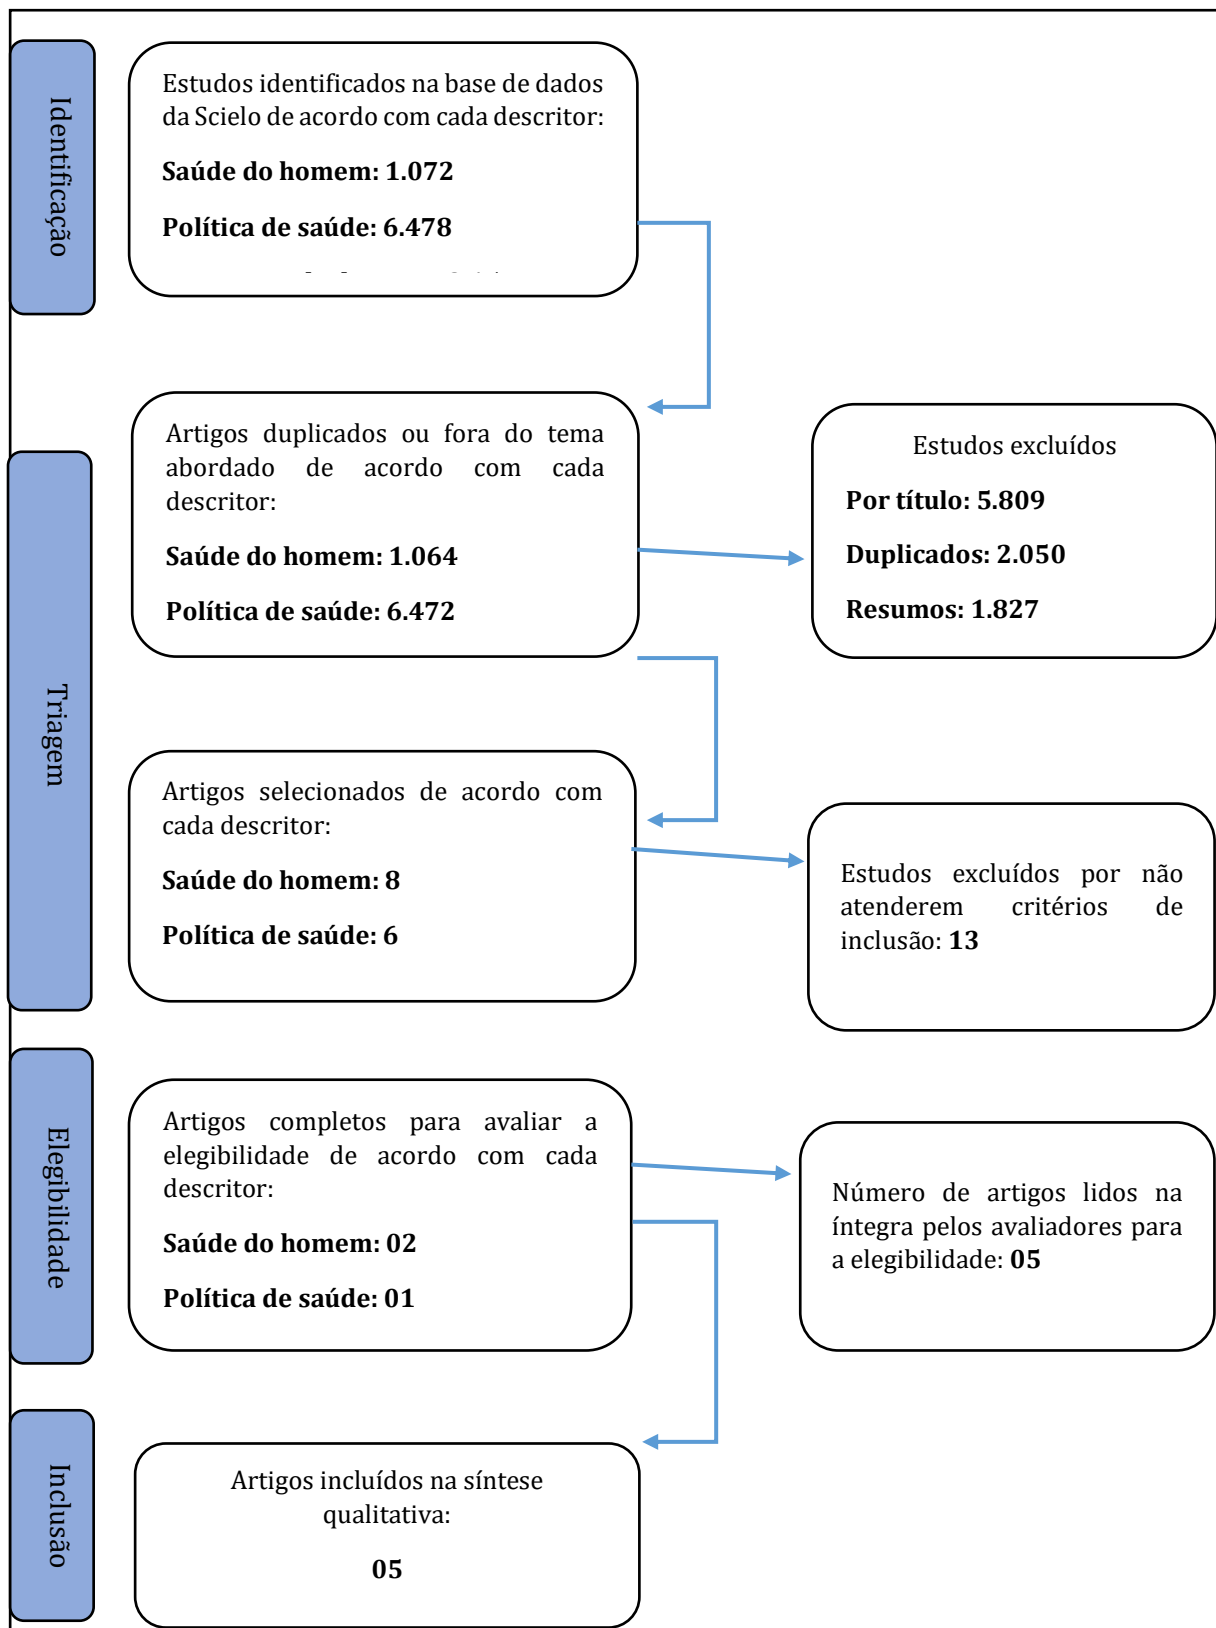 Identificação
Estudos identificados na base de dados
da Scielo de acordo com cada descritor:
Saúde do homem: 1.072
Política de saúde: 6.478
Triagem
Artigos duplicados ou fora do tema
abordado de acordo com cada
descritor:
Saúde do homem: 1.064
Política de saúde: 6.472
Estudos excluídos
Por título: 5.809
Duplicados: 2.050
Resumos: 1.827
Artigos selecionados de acordo com
cada descritor:
Saúde do homem: 8
Política de saúde: 6
Estudos excluídos por não
atenderem critérios de
inclusão: 13
Elegibilidade
Artigos completos para avaliar a
elegibilidade de acordo com cada
descritor:
Saúde do homem: 02
Política de saúde: 01
Número de artigos lidos na
íntegra pelos avaliadores para
a elegibilidade: 05
Inclusão
Artigos incluídos na síntese
qualitativa:
05